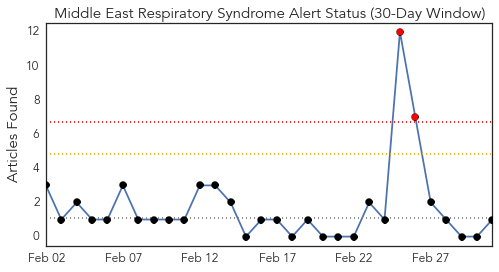 Middle East Respiratory Syndrome Alert Status (30-Day Window)
Articles Found
12
10
8
6
4
2
0
Feb 02 Feb 07 Feb 12 Feb 17 Feb 22 Feb 27